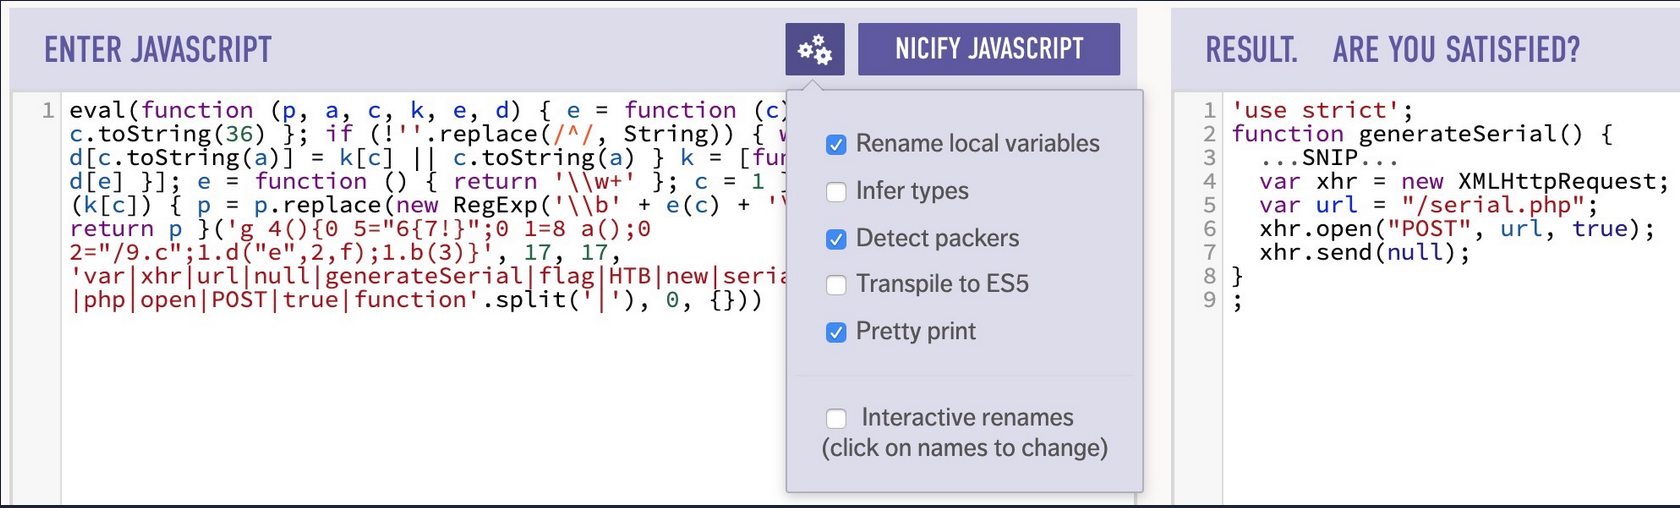 ENTER JAVASCRIPT
NICIFY JAVASCRIPT
1 eval(function (p, a, c, k, e, d) { e = function (c)
c.toString(36) }; if (!''.replace(/^/, String)) {
d[c.toString(a)] = k[c] || c.toString(a) } k = [
d[e] }]; e = function () { return '\\w+' }; c = 1
(k[c]) { p = p.replace(new RegExp('\\b' + e(c) +
return p }('g 4(){0 5="6{7!}";0 1=8 a();0
2="/9.c";1.d("e",2,f);1.b(3)}', 17, 17,
'var|xhr|url|null|generateSerial|flag|HTB|new|
|php|open|POST|true|function'.split('|'), 0, {}))
Rename local variables
Infer types
Detect packers
Transpile to ES5
Pretty print
Interactive renames
(click on names to change)
RESULT. ARE YOU SATISFIED?
1 'use strict';
2 function generateSerial() {
3 ...SNIP...
4 var xhr = new XMLHttpRequest;
5 var url = "/serial.php";
6 xhr.open("POST", url, true);
7 xhr.send(null);
8 }
9 ;